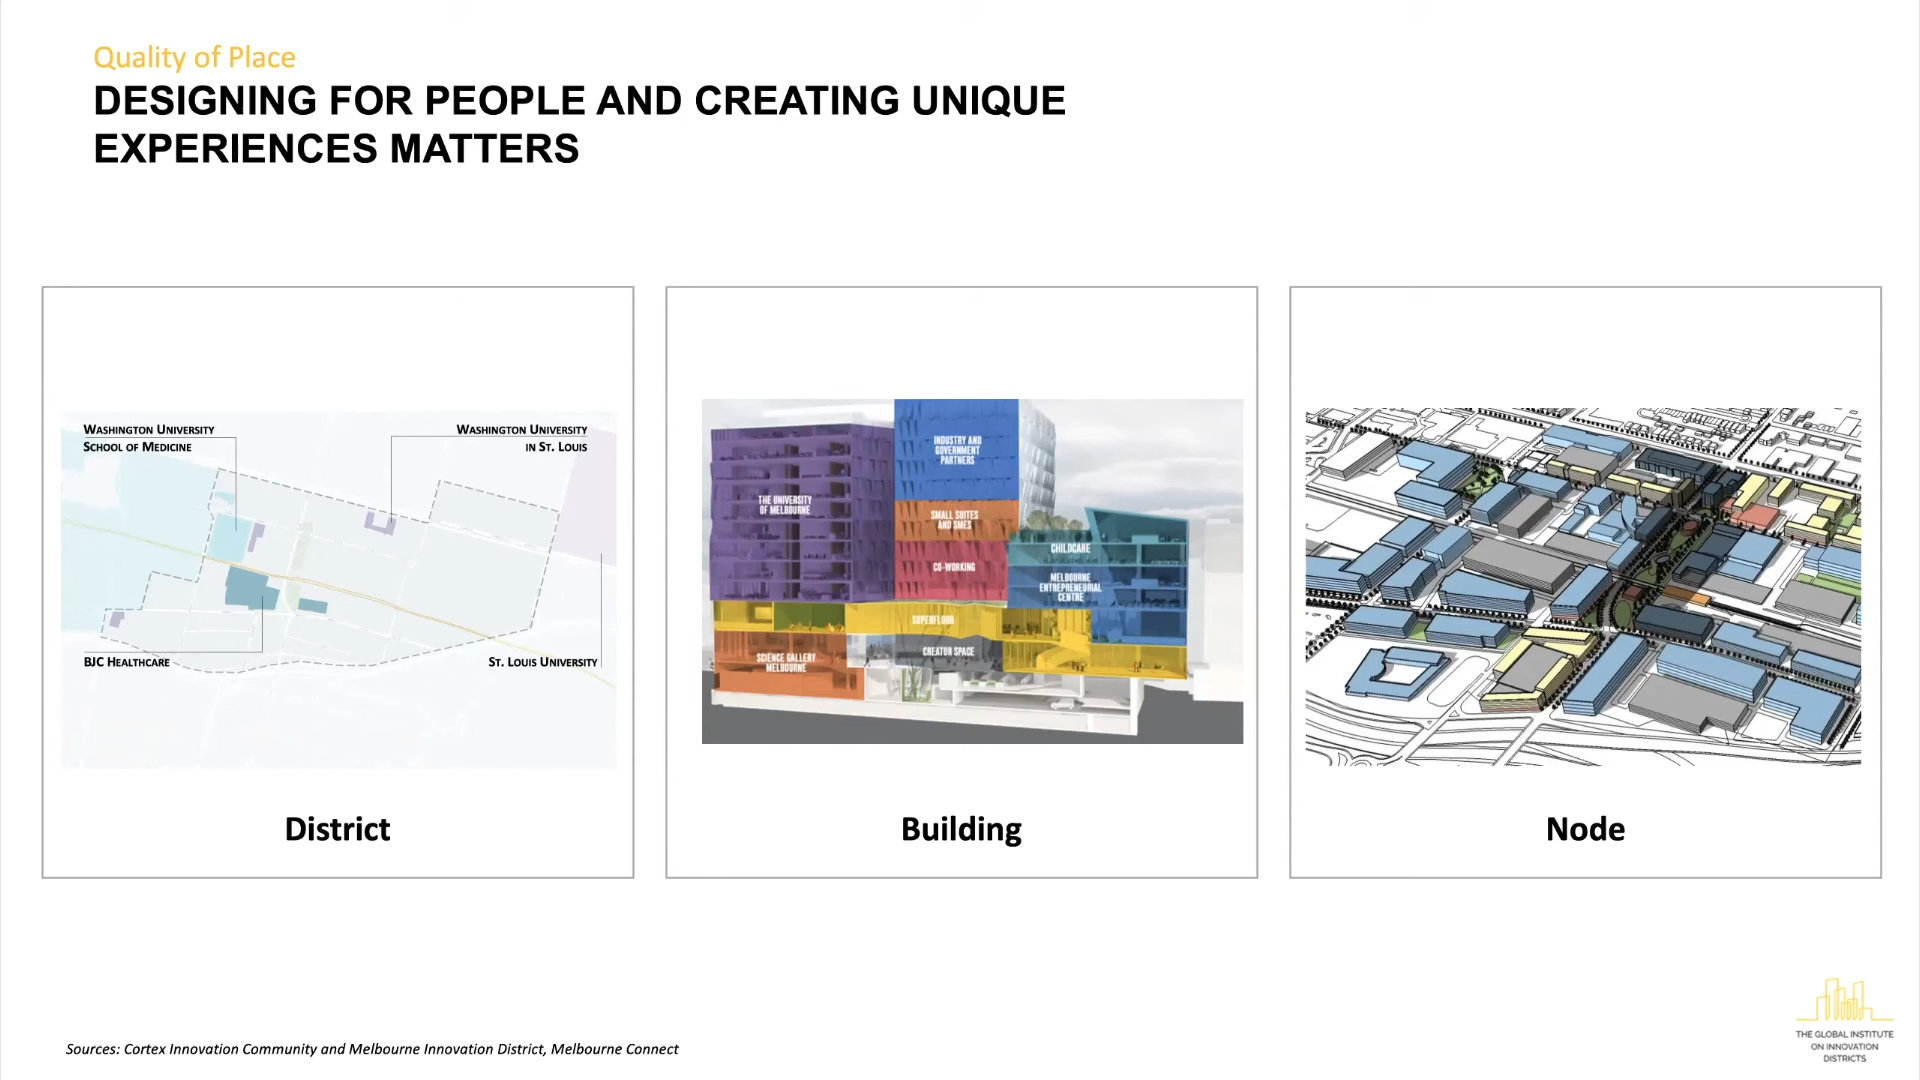 Quality of Place
DESIGNING FOR PEOPLE AND CREATING UNIQUE
EXPERIENCES MATTERS
WASHINGTON UNIVERSITY
SCHOOL OF MEDICINE
WASHINGTON UNIVERSITY
IN ST. LOUIS
BJC HEALTHCARE
ST. LOUIS UNIVERSITY
District
THE UNIVERSITY
OF MELBOURNE
INDUSTRY AND
GOVERNMENT
PARTNERS
SMALL SUITES
AND SMES
CO-WORKING
CHILDCARE
MELBOURNE
ENTREPRENEURIAL
CENTRE
SUPERFLOOR
CREATOR SPACE
SCIENCE GALLERY
MELBOURNE
Building
Node
Sources: Cortex Innovation Community and Melbourne Innovation District, Melbourne Connect
THE GLOBAL INSTITUTE
ON INNOVATION
DISTRICTS